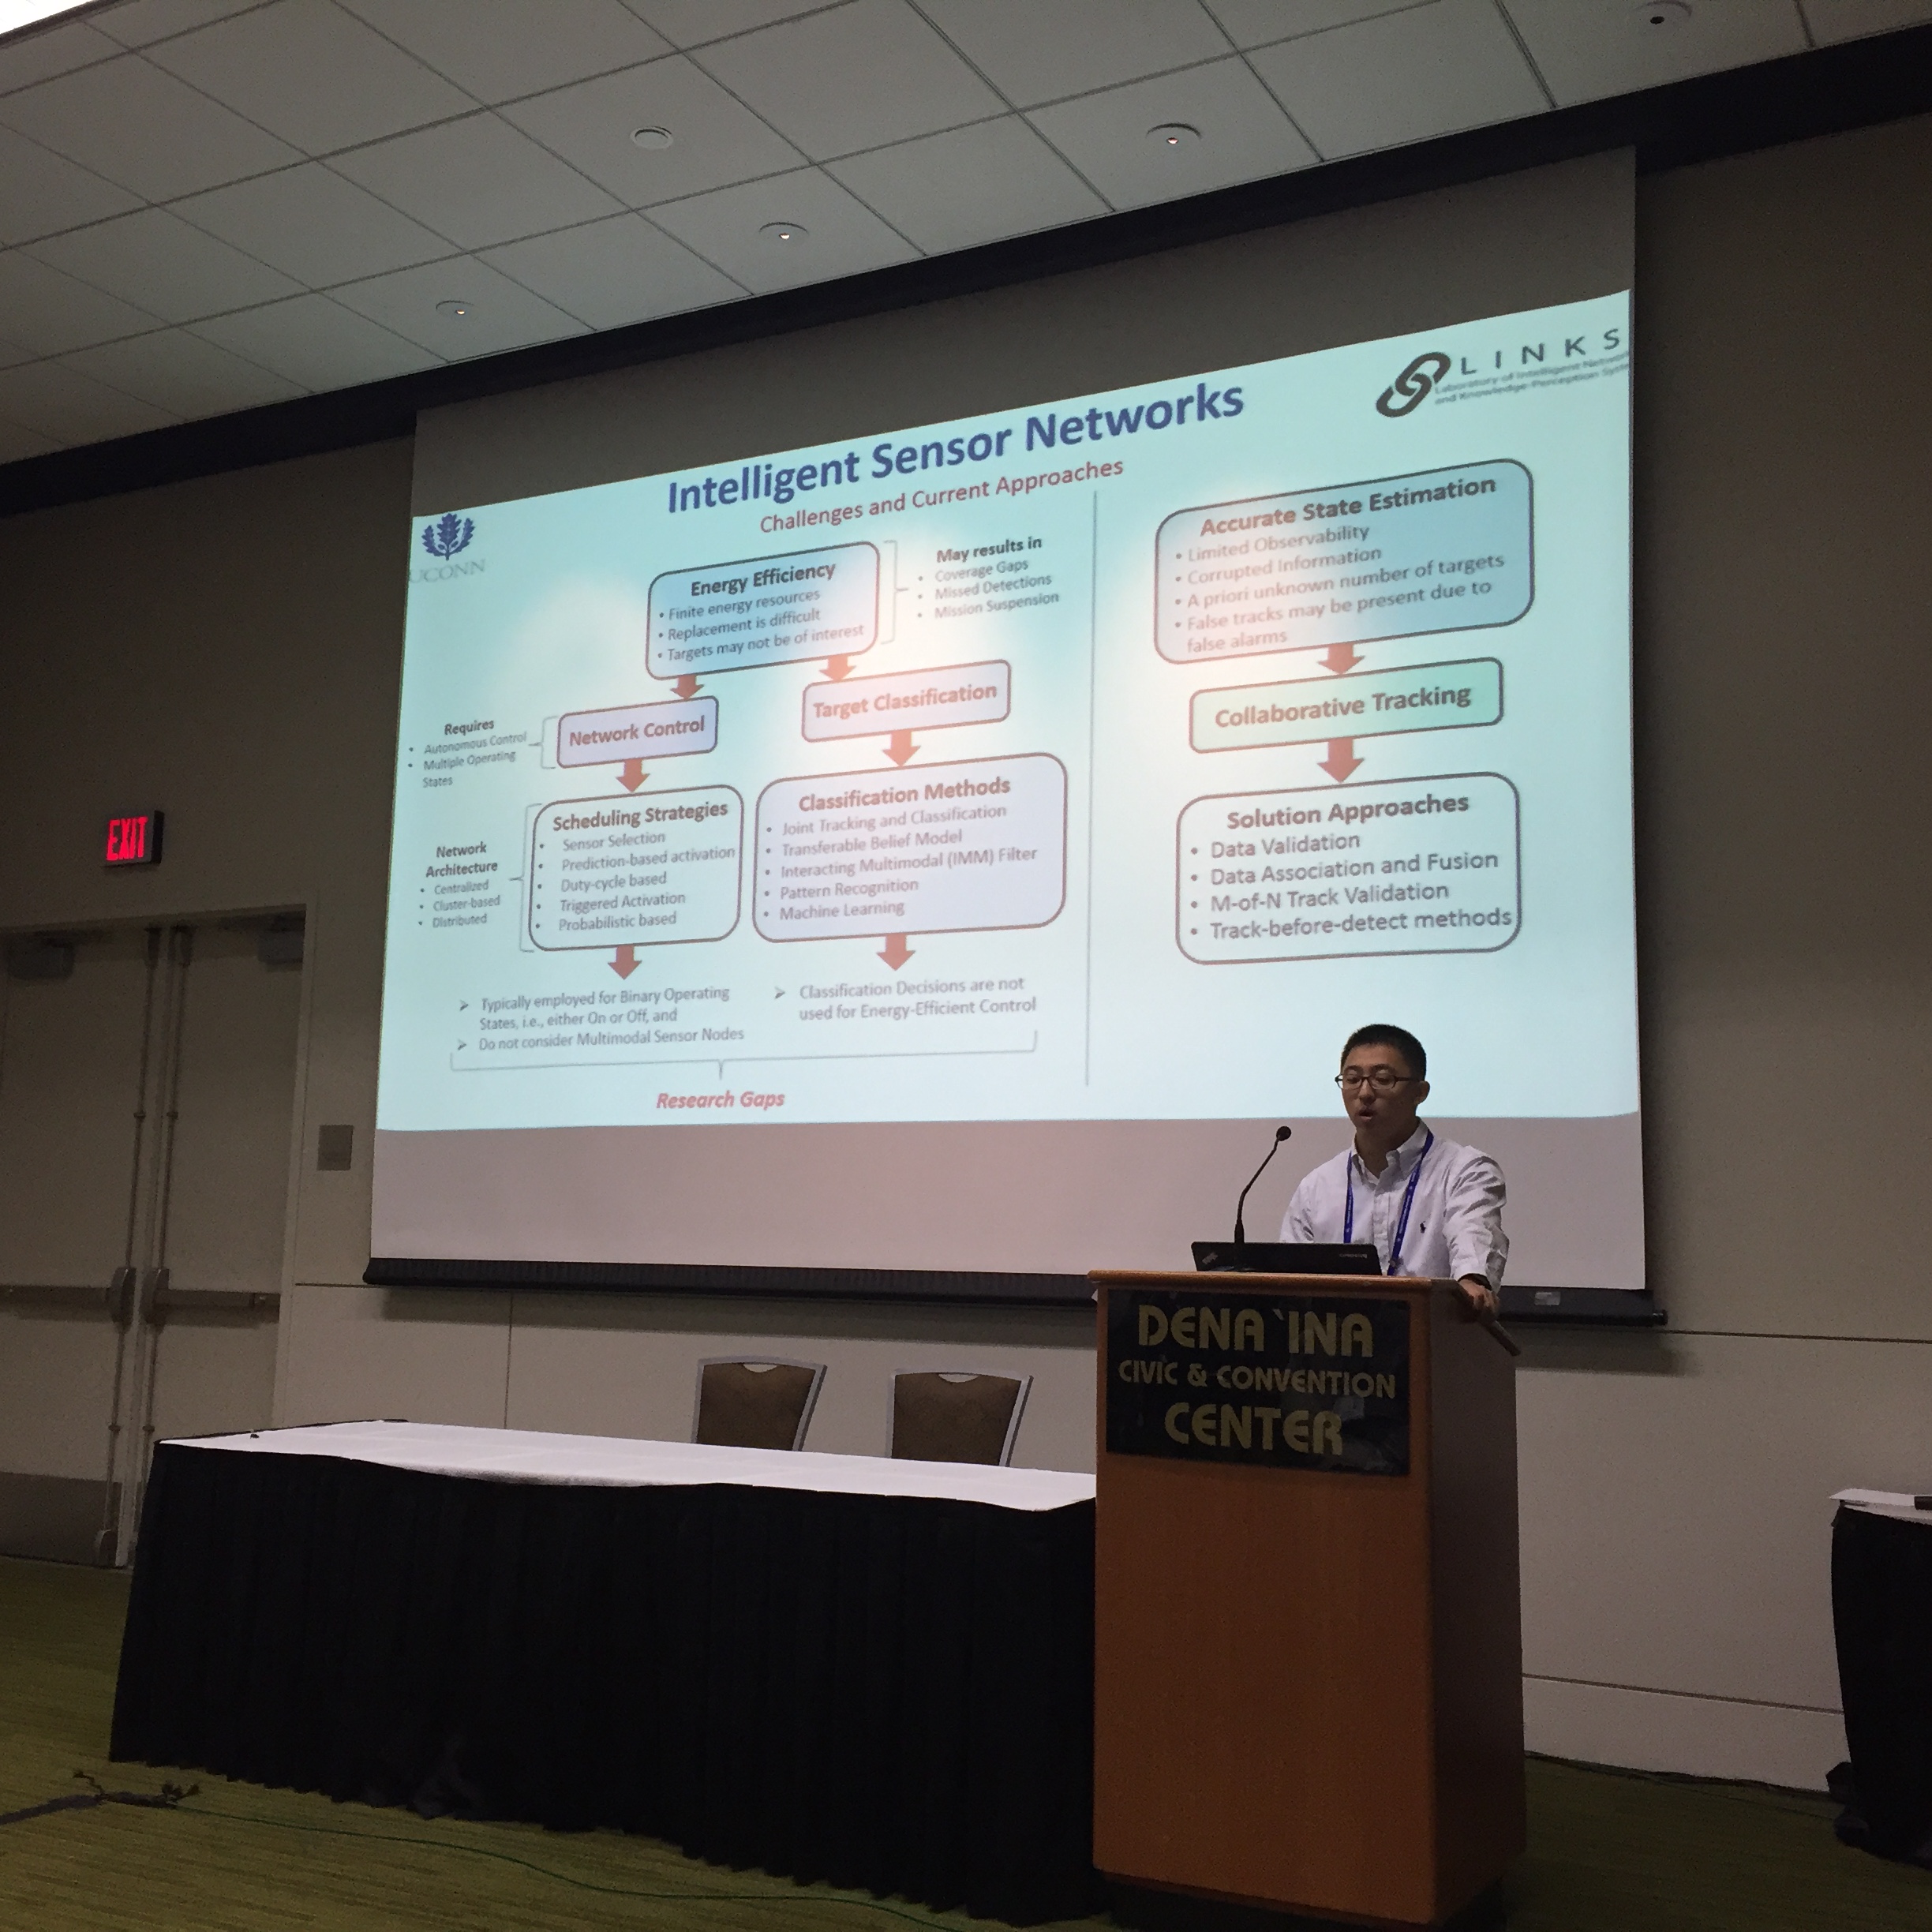 LINKS
Laboratory of Intelligent Network
and Knowledge-Perception Syste
Intelligent Sensor Networks
Challenges and Current Approaches
UCONN
Energy Efficiency
• Finite energy resources
• Replacement is difficult
• Targets may not be of interest
May results in
• Coverage Gaps
• Missed Detections
• Mission Suspension
Requires
• Autonomous Control
• Multiple Operating
States
Network Control
Target Classification
Network
Architecture
• Centralized
• Cluster-based
• Distributed
Scheduling Strategies
• Sensor Selection
• Prediction-based activation
• Duty-cycle based
• Triggered Activation
• Probabilistic based
Classification Methods
• Joint Tracking and Classification
• Transferable Belief Model
• Interacting Multimodal (IMM) Filter
• Pattern Recognition
• Machine Learning
➢ Typically employed for Binary Operating
States, i.e., either On or Off, and
➢ Do not consider Multimodal Sensor Nodes
➢ Classification Decisions are not
used for Energy-Efficient Control
Research Gaps
Accurate State Estimation
• Limited Observability
• Corrupted Information
• A priori unknown number of targets
• False tracks may be present due to
false alarms
Collaborative Tracking
Solution Approaches
• Data Validation
• Data Association and Fusion
• M-of-N Track Validation
• Track-before-detect methods
EXIT
DENA`INA
CIVIC & CONVENTION
CENTER